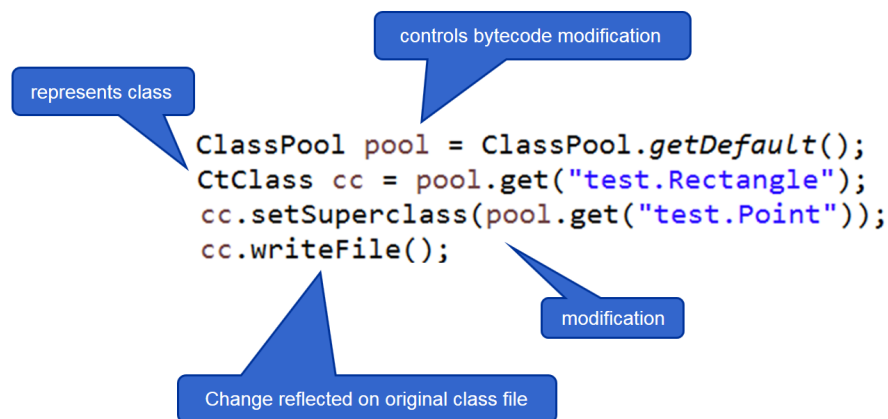 controls bytecode modification
represents class
ClassPool pool = ClassPool.getDefault();
CtClass cc = pool.get("test.Rectangle");
cc.setSuperclass(pool.get("test.Point"));
cc.writeFile();
modification
Change reflected on original class file